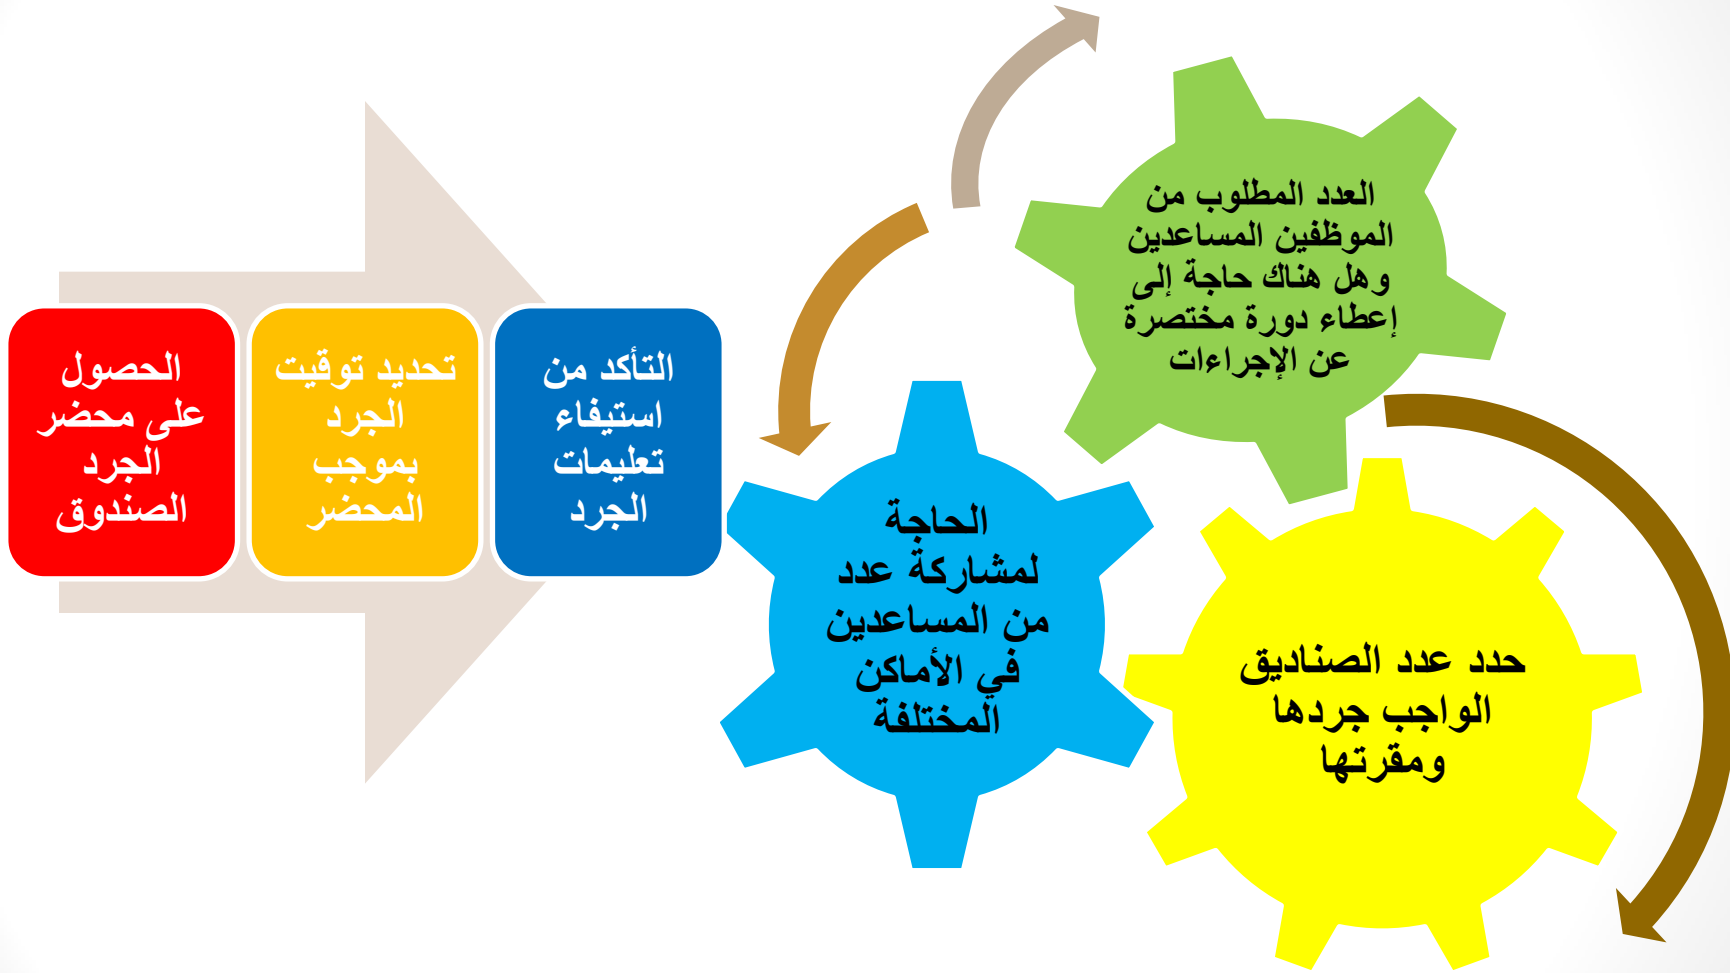 العدد المطلوب من
الموظفين المساعدين
وهل هناك حاجة إلى
إعطاء دورة مختصرة
عن الإجراءات
الحاجة
لمشاركة عدد
من المساعدين
في الأماكن
المختلفة
حدد عدد الصناديق
الواجب جردها
ومقرتها
التأكد من
استيفاء
تعليمات
الجرد
تحديد توقيت
الجرد
بموجب
المحضر
الحصول
على محضر
الجرد
الصندوق